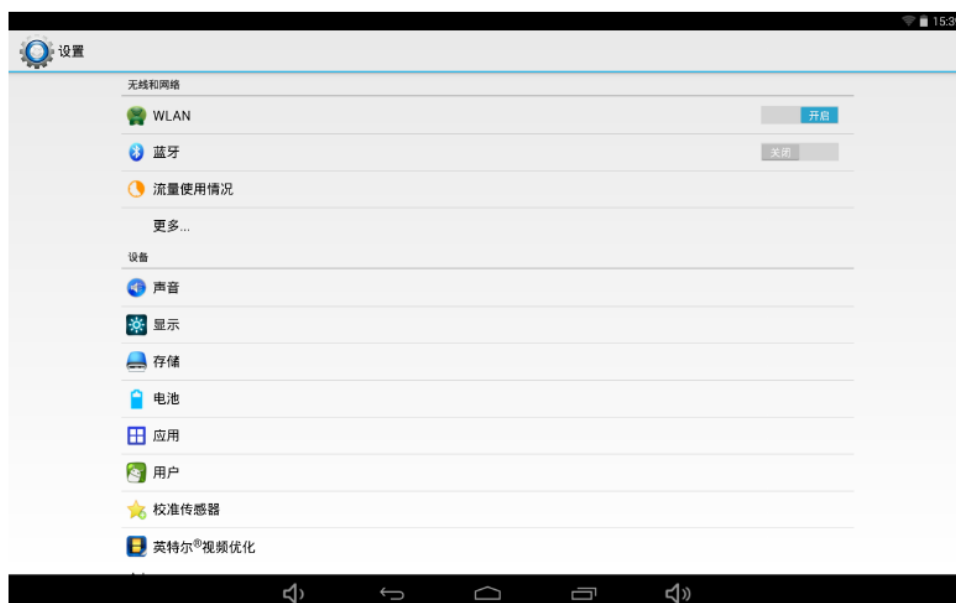 15:39
设置
无线和网络
WLAN 开启
蓝牙 关闭
流量使用情况
更多...
设备
声音
显示
存储
电池
应用
用户
校准传感器
英特尔®视频优化